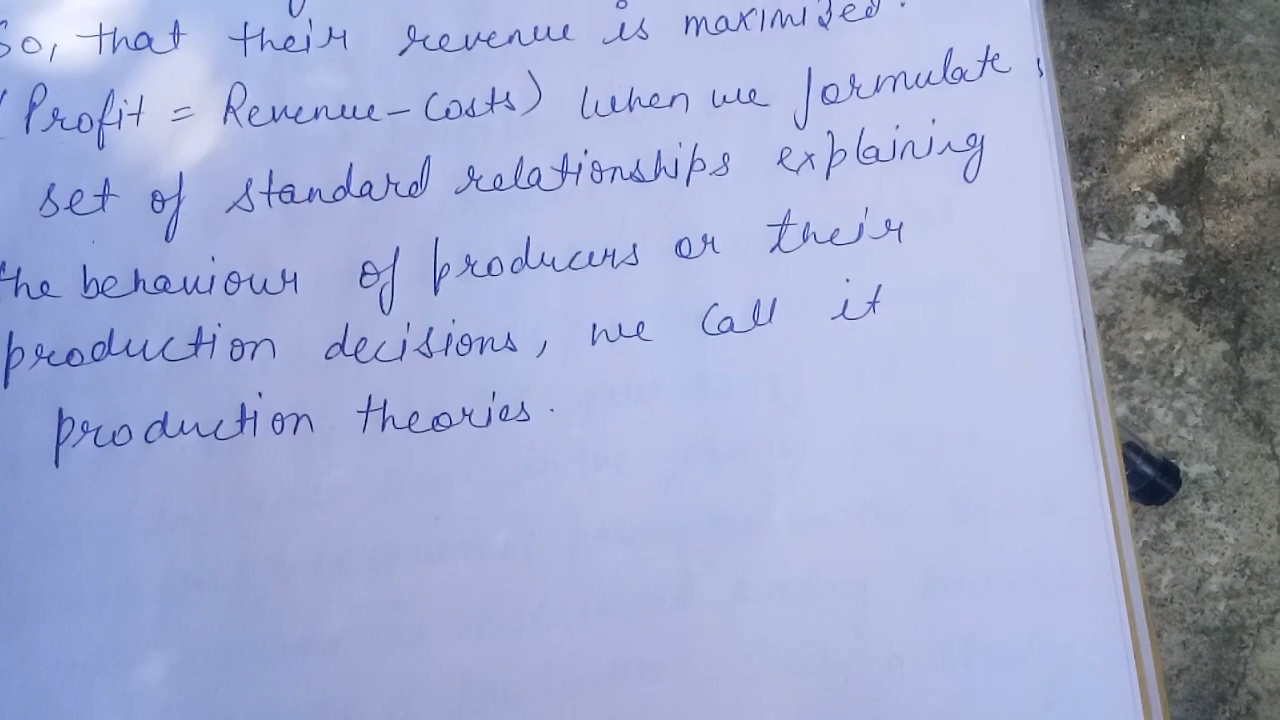 So, that their revenue is maximized.
(Profit = Revenue - Costs) When we formulate
set of standard relationships explaining
the behaviour of producers or their
production decisions, we call it
production theories.